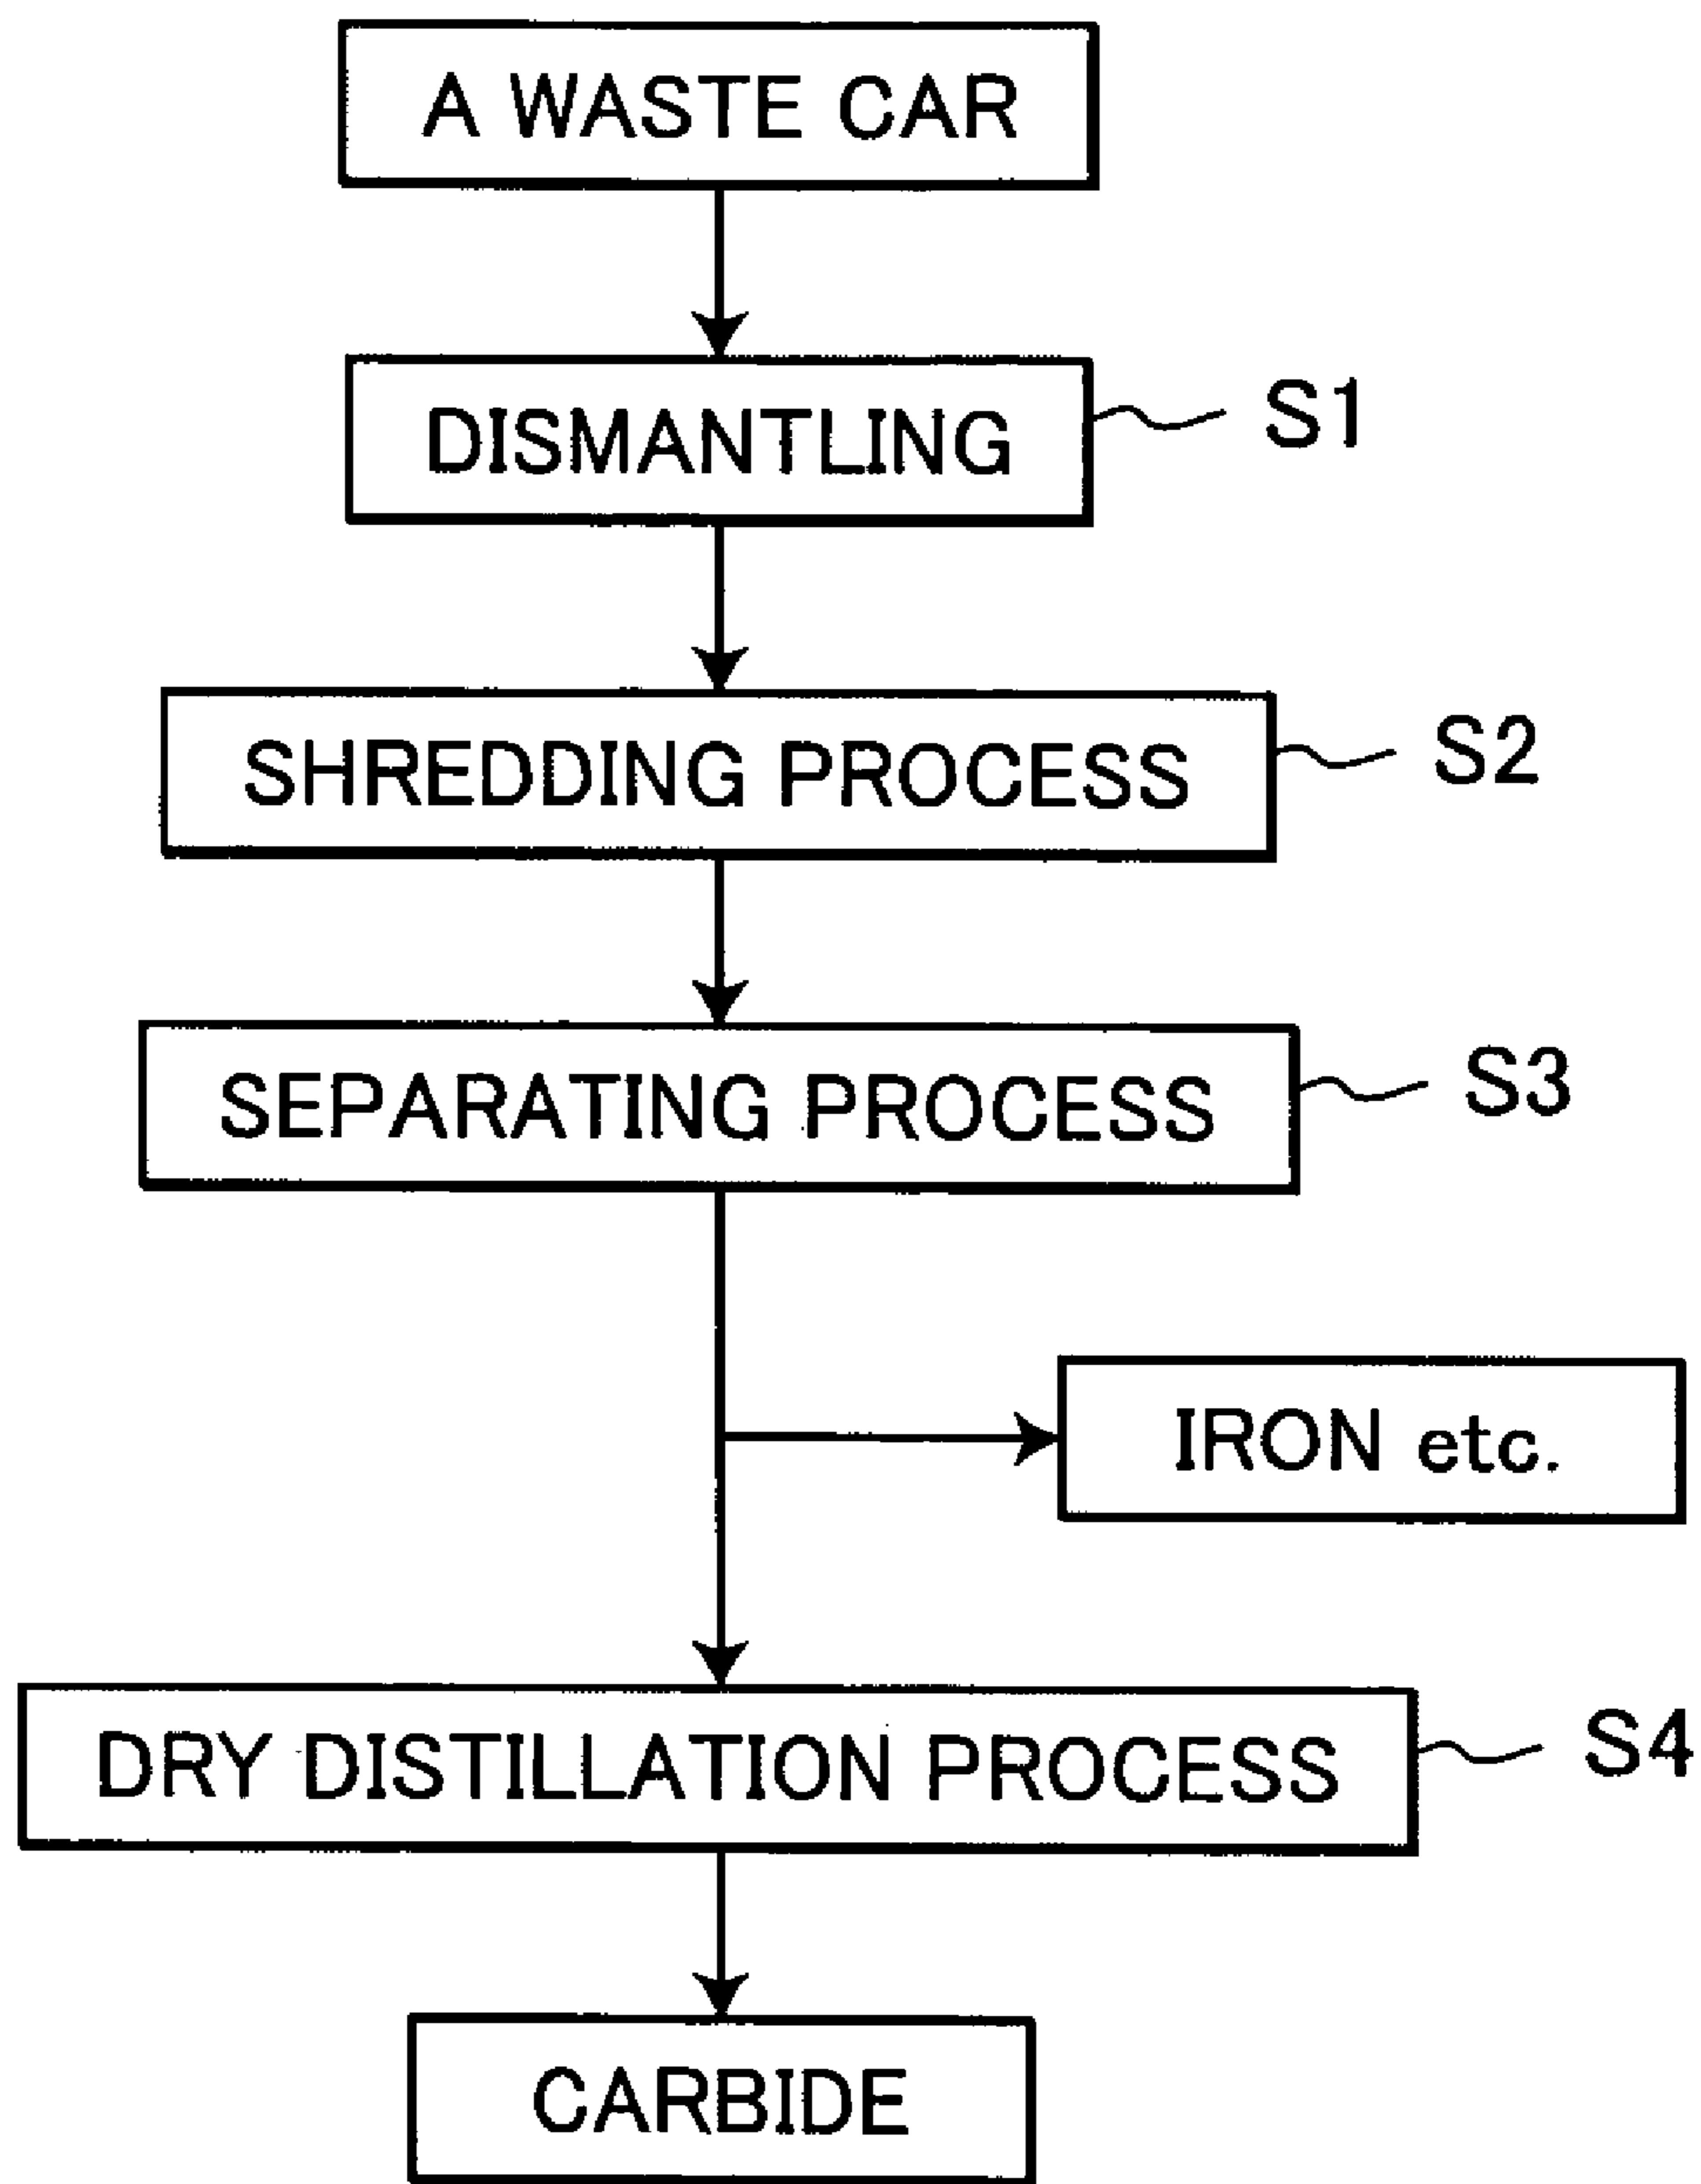 A WASTE CAR
DISMANTLING
S1
SHREDDING PROCESS
S2
SEPARATING PROCESS
S3
IRON etc.
DRY DISTILLATION PROCESS
S4
CARBIDE